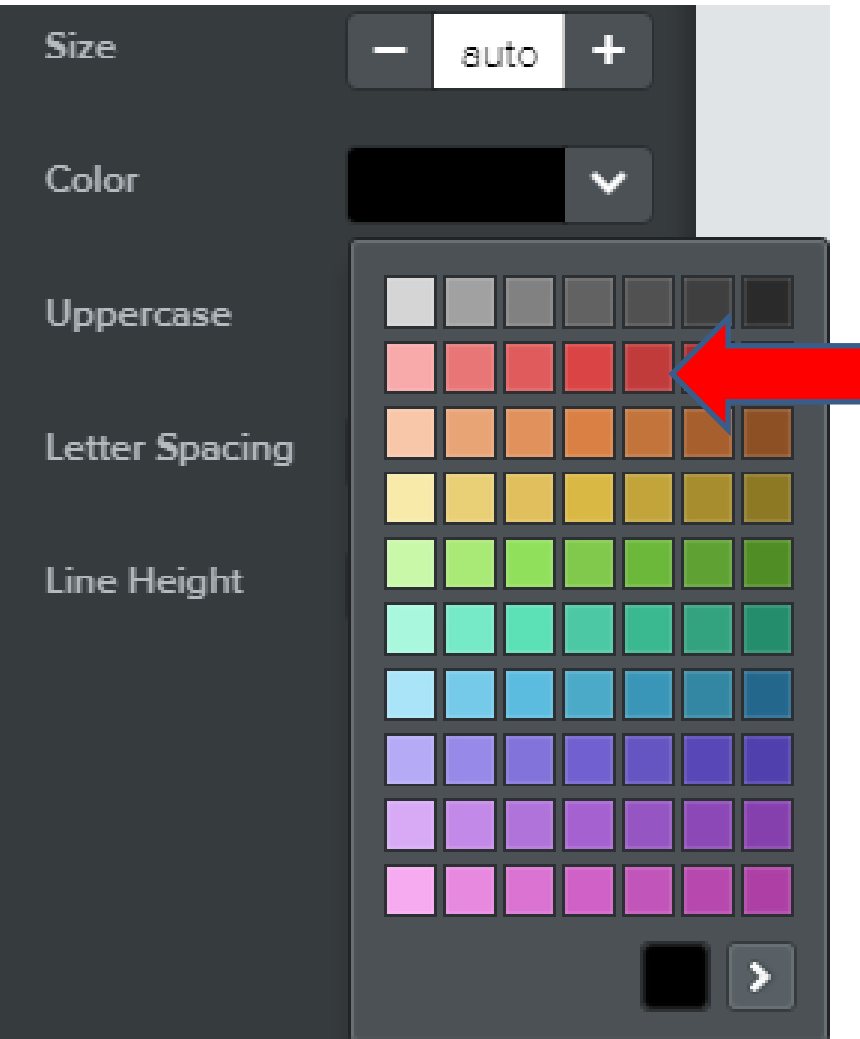 Size
auto
Color
Uppercase
Letter Spacing
Line Height